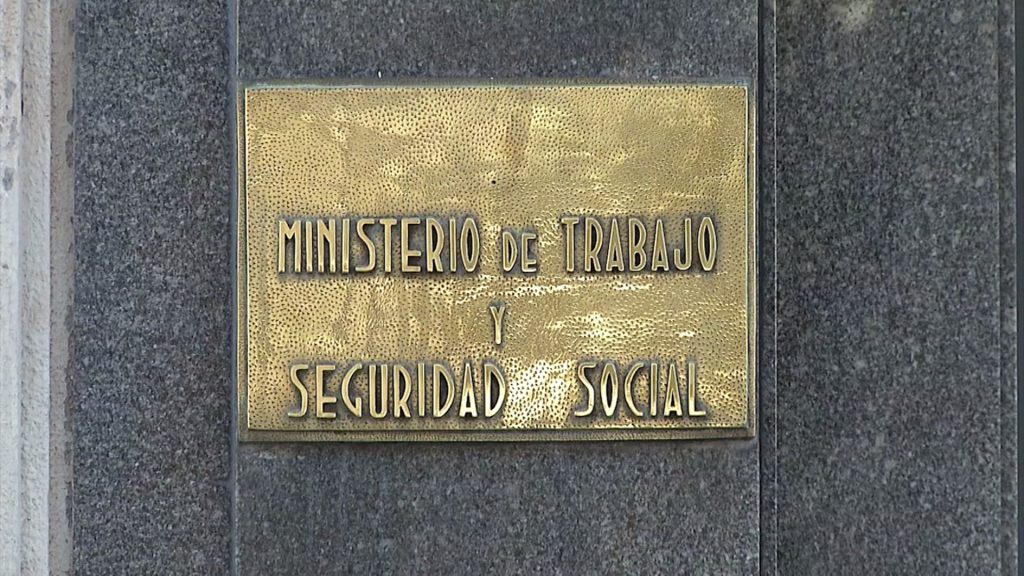 MINISTERIO DE TRABAJO
Y
SEGURIDAD SOCIAL